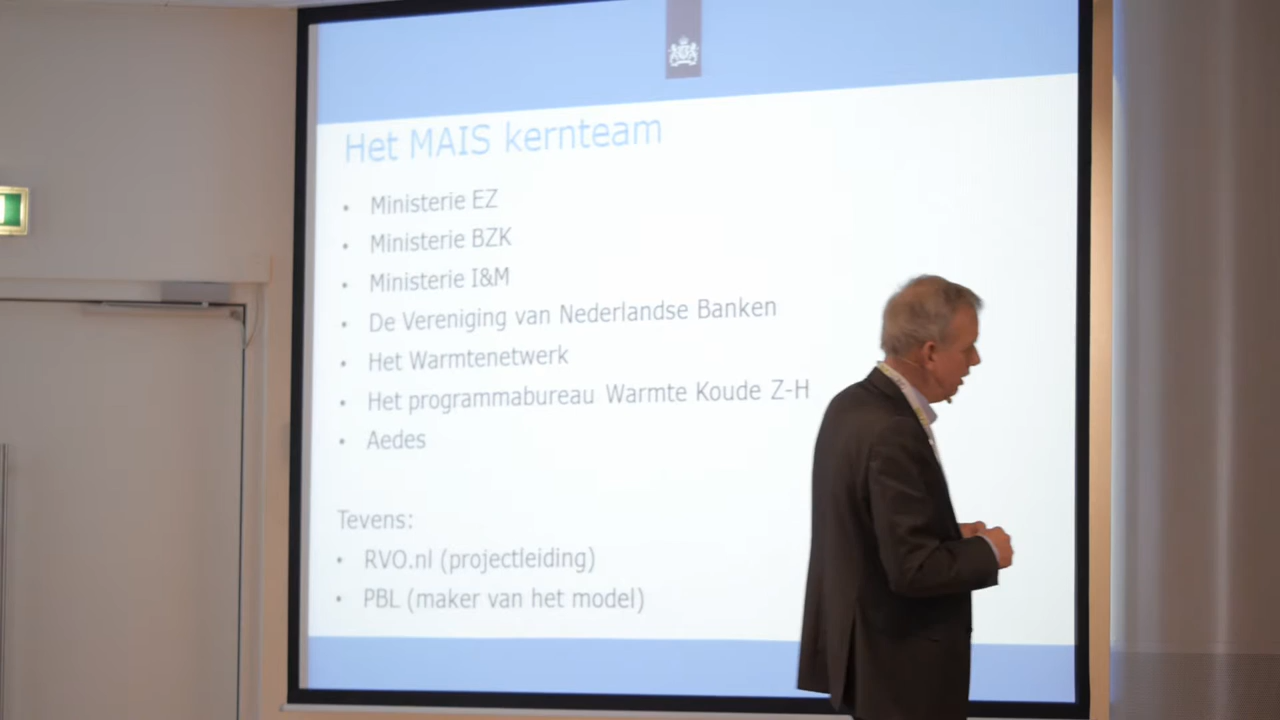 Het MAIS kernteam
• Ministerie EZ
• Ministerie BZK
• Ministerie I&M
• De Vereniging van Nederlandse Banken
• Het Warmtenetwerk
• Het programmabureau Warmte Koude Z-H
• Aedes
Tevens:
• RVO.nl (projectleiding)
• PBL (maker van het model)